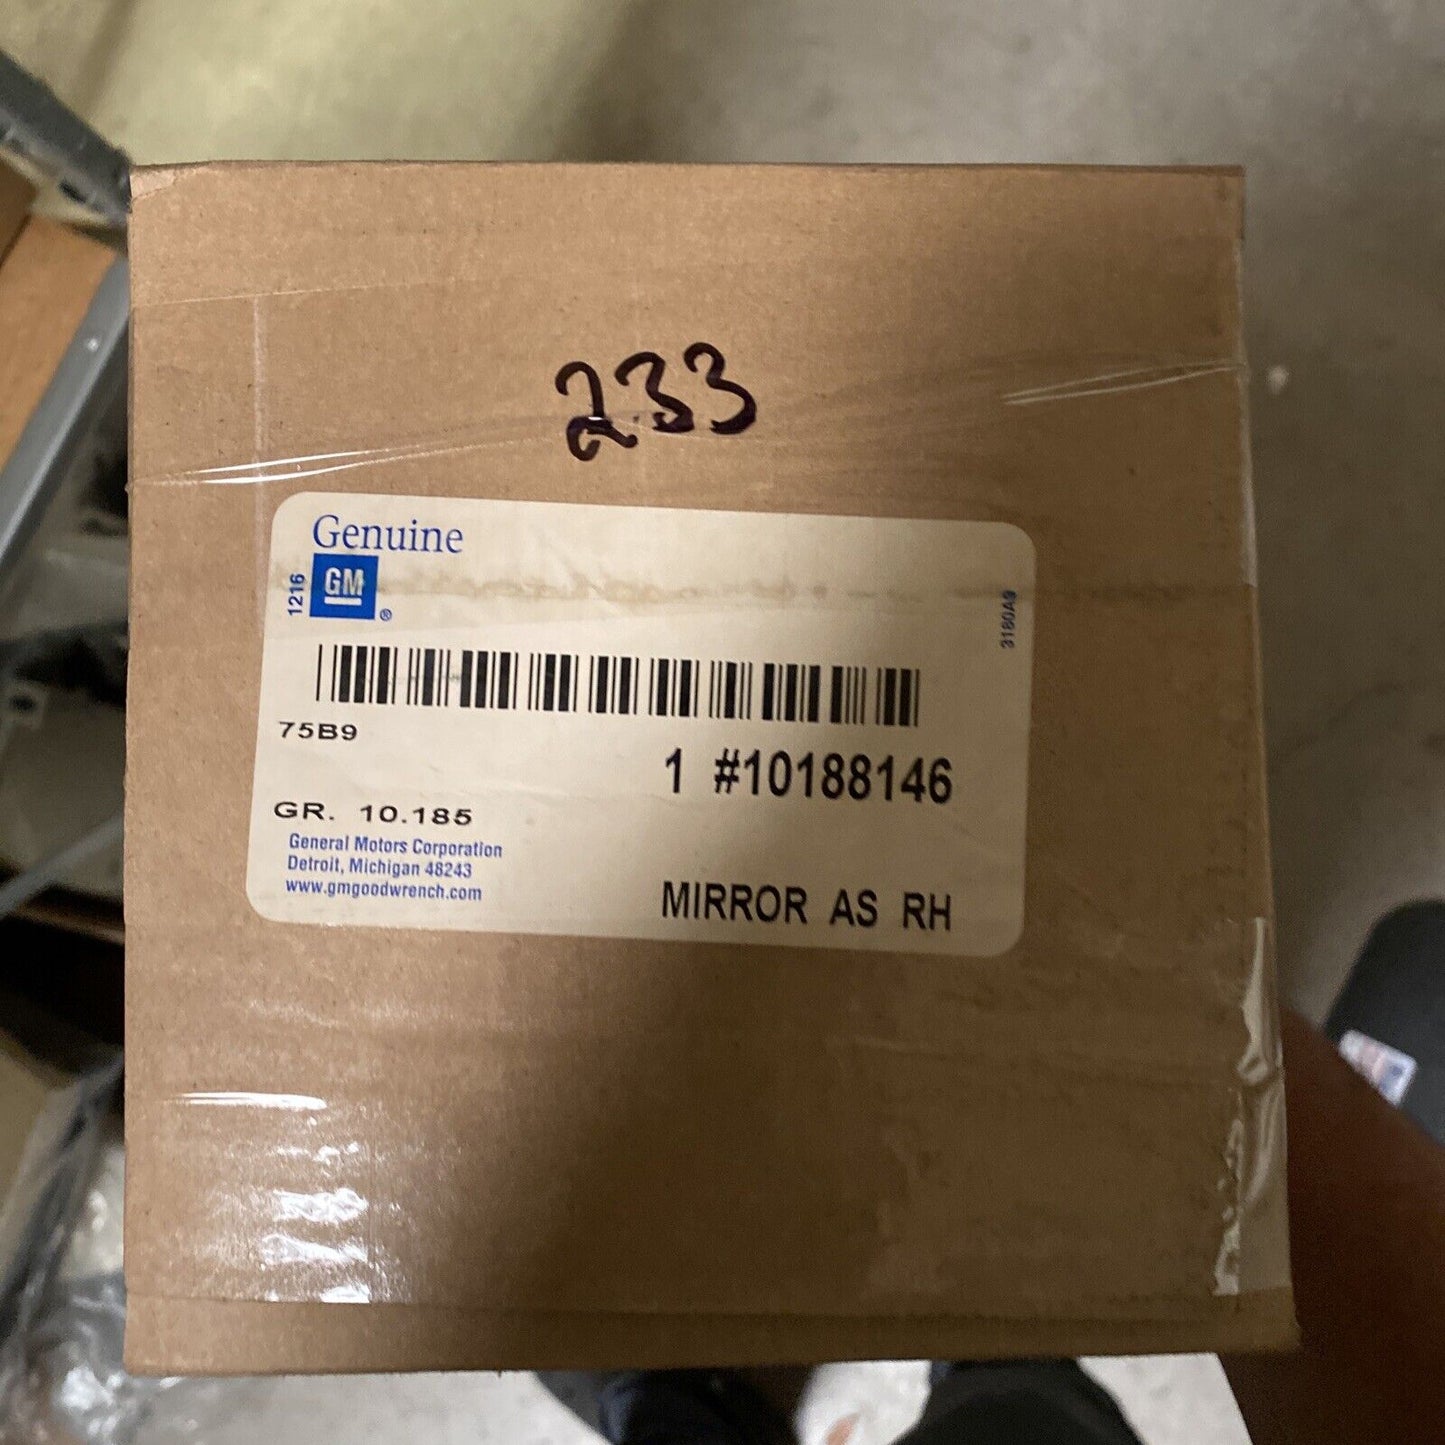 233
Genuine
GM
®
1216
3180A9
75B9
1 #10188146
GR. 10.185
General Motors Corporation
Detroit, Michigan 48243
www.gmgoodwrench.com
MIRROR AS RH